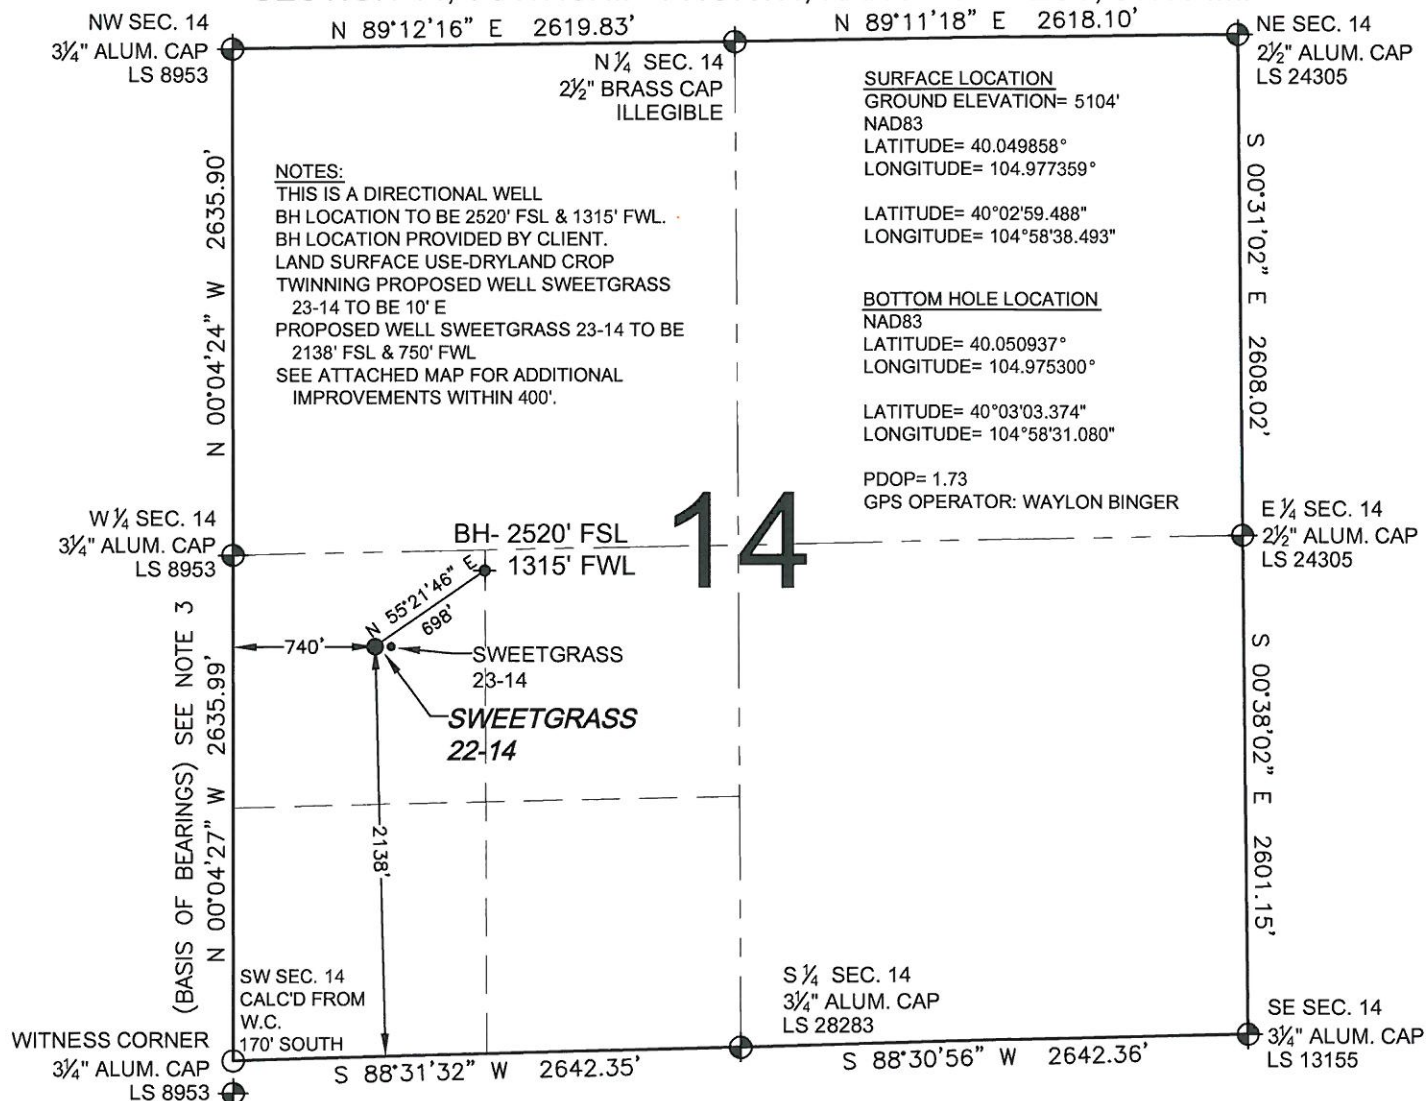 NW SEC. 14
3¼" ALUM. CAP
LS 8953
N 89°12'16" E 2619.83'
N ¼ SEC. 14
2½" BRASS CAP
ILLEGIBLE
N 89°11'18" E 2618.10'
NE SEC. 14
2½" ALUM. CAP
LS 24305
NOTES:
THIS IS A DIRECTIONAL WELL
BH LOCATION TO BE 2520' FSL & 1315' FWL.
BH LOCATION PROVIDED BY CLIENT.
LAND SURFACE USE-DRYLAND CROP
TWINNING PROPOSED WELL SWEETGRASS
23-14 TO BE 10' E
PROPOSED WELL SWEETGRASS 23-14 TO BE
2138' FSL & 750' FWL
SEE ATTACHED MAP FOR ADDITIONAL
IMPROVEMENTS WITHIN 400'.
SURFACE LOCATION
GROUND ELEVATION= 5104'
NAD83
LATITUDE= 40.049858°
LONGITUDE= 104.977359°
LATITUDE= 40°02'59.488"
LONGITUDE= 104°58'38.493"
BOTTOM HOLE LOCATION
NAD83
LATITUDE= 40.050937°
LONGITUDE= 104.975300°
LATITUDE= 40°03'03.374"
LONGITUDE= 104°58'31.080"
PDOP= 1.73
GPS OPERATOR: WAYLON BINGER
N 00°04'24" W 2635.90'
S 00°31'02" E 2608.02'
W ¼ SEC. 14
3¼" ALUM. CAP
LS 8953
BH- 2520' FSL
1315' FWL
14
E ¼ SEC. 14
2½" ALUM. CAP
LS 24305
N 55°21'46" E
698'
740'
SWEETGRASS
23-14
SWEETGRASS
22-14
2138'
(BASIS OF BEARINGS) SEE NOTE 3
N 00°04'27" W 2635.99'
S 00°38'02" E 2601.15'
SW SEC. 14
CALC'D FROM
W.C.
170' SOUTH
WITNESS CORNER
3¼" ALUM. CAP
LS 8953
S 88°31'32" W 2642.35'
S ¼ SEC. 14
3¼" ALUM. CAP
LS 28283
S 88°30'56" W 2642.36'
SE SEC. 14
3¼" ALUM. CAP
LS 13155